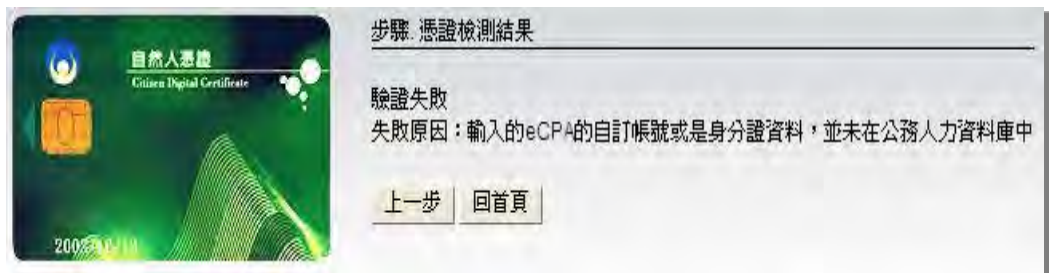 自然人憑證
Citizen Digital Certificate
步驟. 憑證檢測結果
驗證失敗
失敗原因：輸入的eCPA的自訂帳號或是身分證資料，並未在公務人力資料庫中
上一步
回首頁